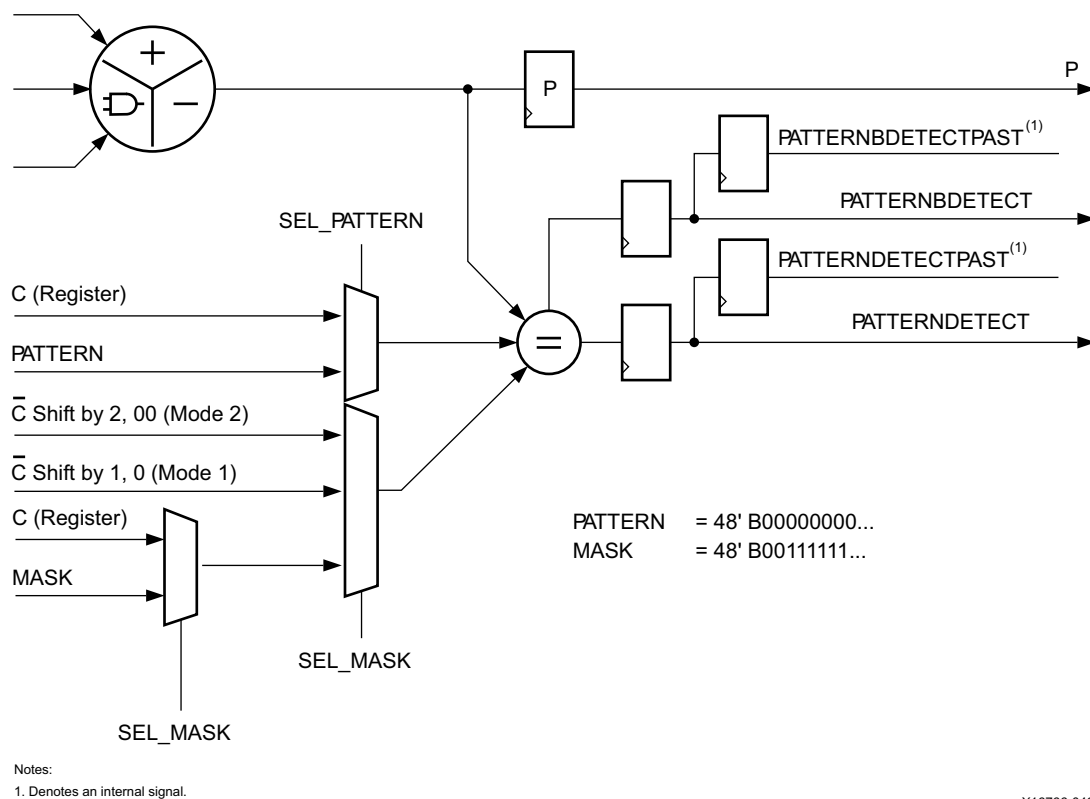 P
P
PATTERNBDETECTPAST(1)
PATTERNBDETECT
SEL_PATTERN
PATTERNDETECTPAST(1)
C (Register)
PATTERNDETECT
=
PATTERN
C̅ Shift by 2, 00 (Mode 2)
C̅ Shift by 1, 0 (Mode 1)
C (Register)
PATTERN = 48' B00000000...
MASK = 48' B00111111...
MASK
SEL_MASK
SEL_MASK
Notes:
1. Denotes an internal signal.